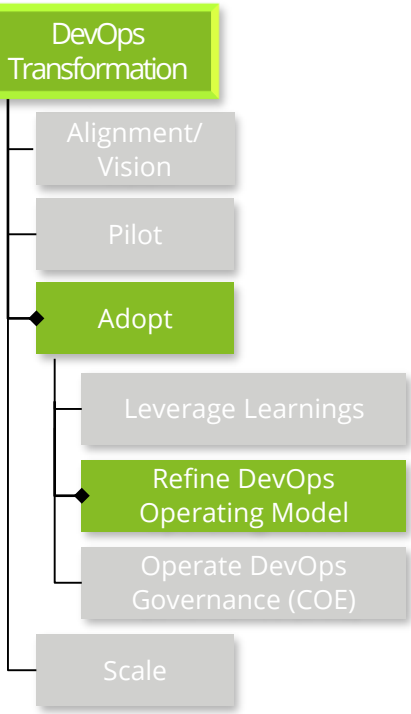 DevOps
Transformation
Alignment/
Vision
Pilot
Adopt
Leverage Learnings
Refine DevOps
Operating Model
Operate DevOps
Governance (COE)
Scale